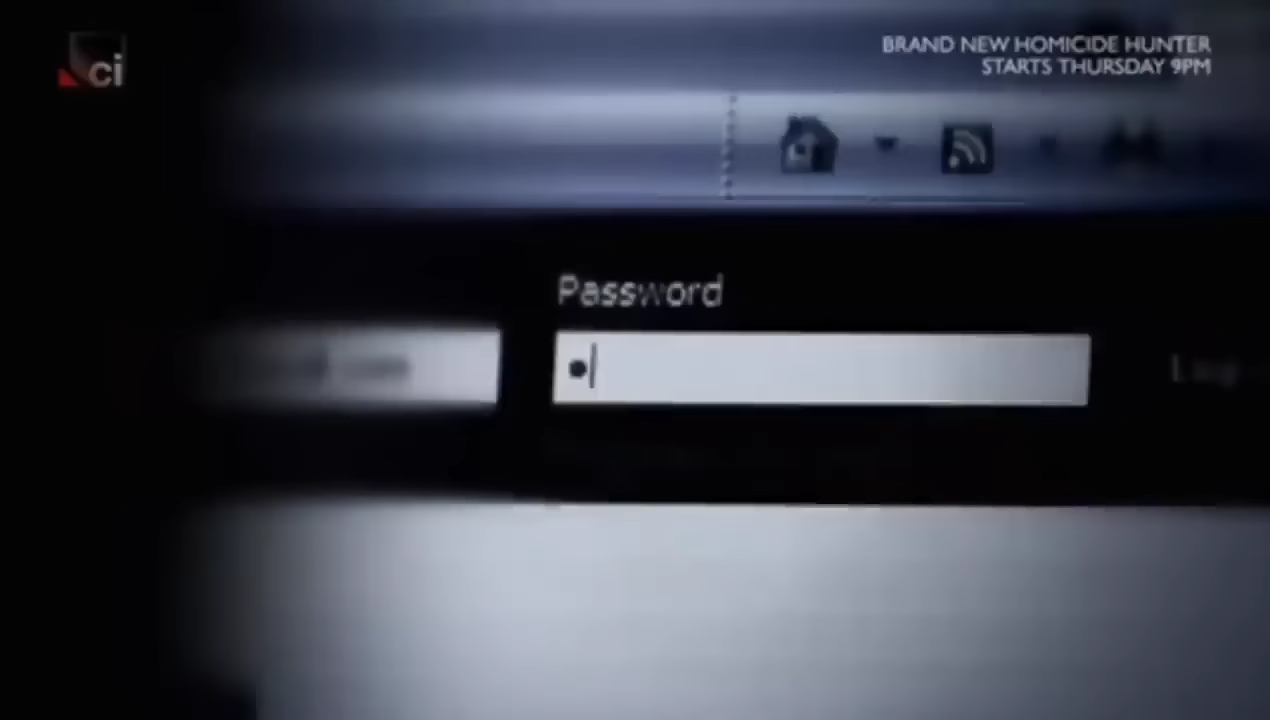 ci
BRAND NEW HOMICIDE HUNTER
STARTS THURSDAY 9PM
Password